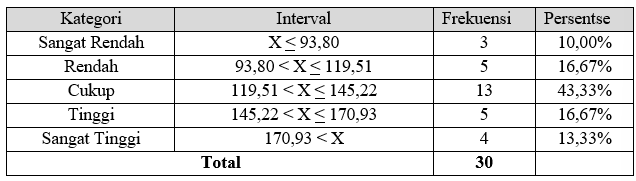 Kategori Interval Frekuensi Persentse
Sangat Rendah X ≤ 93,80 3 10,00%
Rendah 93,80 < X ≤ 119,51 5 16,67%
Cukup 119,51 < X ≤ 145,22 13 43,33%
Tinggi 145,22 < X ≤ 170,93 5 16,67%
Sangat Tinggi 170,93 < X 4 13,33%
Total 30